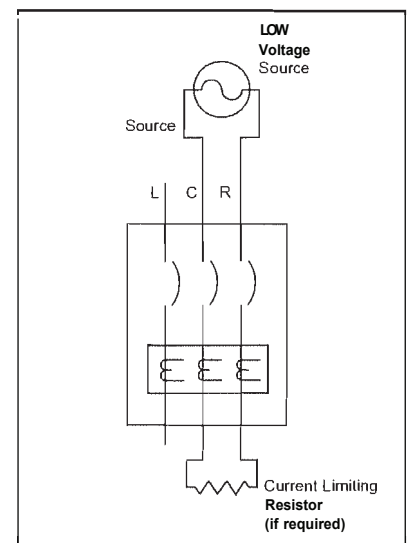 LOW
Voltage
Source
Source
L C R
Current Limiting
Resistor
(if required)